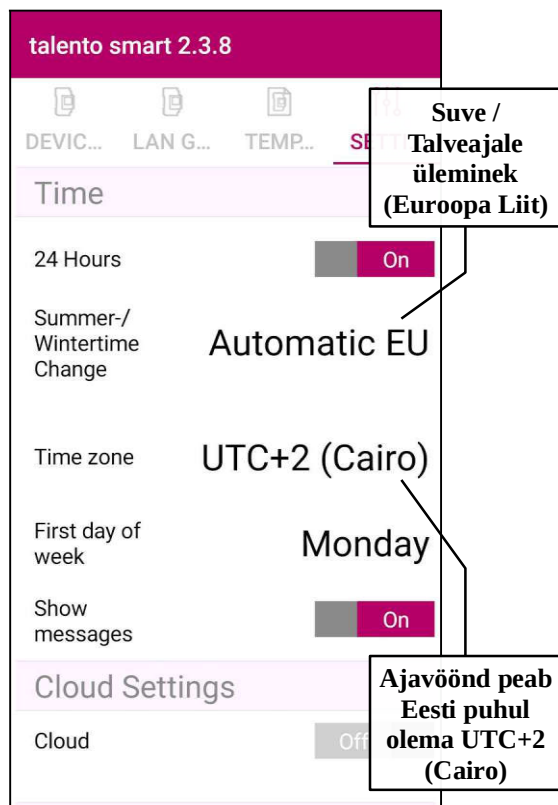 talento smart 2.3.8
DEVIC... LAN G... TEMP...
Suve /
Talveajale
üleminek
(Euroopa Liit)
Time
24 Hours On
Summer-/
Wintertime
Change
Automatic EU
Time zone UTC+2 (Cairo)
First day of
week
Monday
Show
messages
On
Cloud Settings
Cloud Off
Ajavöönd peab
Eesti puhul
olema UTC+2
(Cairo)